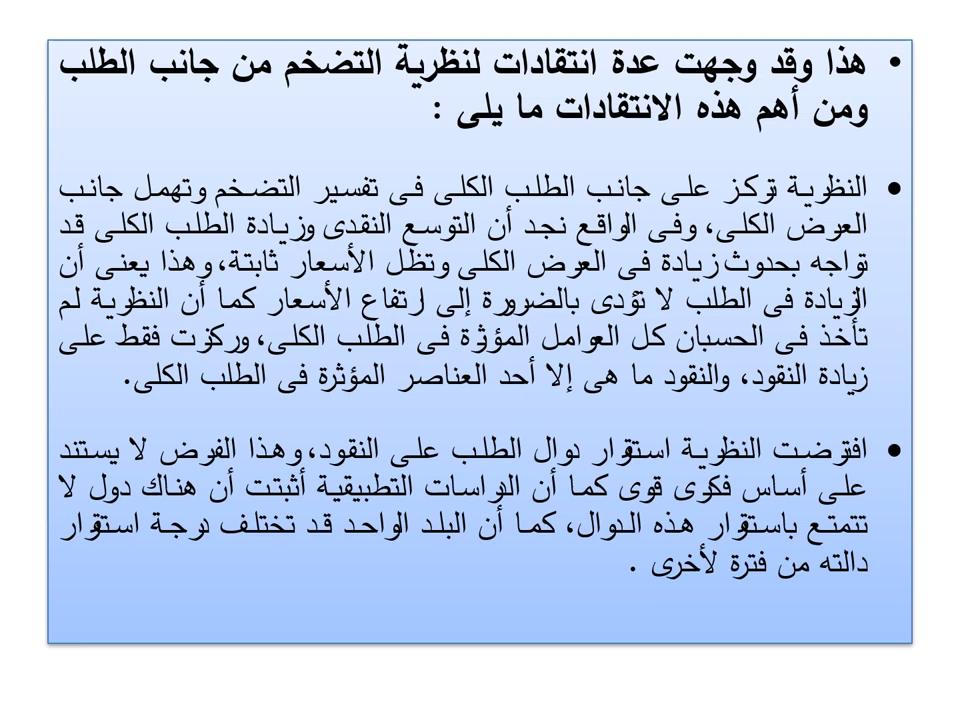 • هذا وقد وجهت عدة انتقادات لنظرية التضخم من جانب الطلب
ومن أهم هذه الانتقادات ما يلى :
• النظرية تركز على جانب الطلب الكلى فى تفسير التضخم وتهمل جانب
العرض الكلى، وفى الواقع نجد أن التوسع النقدى وزيادة الطلب الكلى قد
تواجه بحدوث زيادة فى العرض الكلى وتظل الأسعار ثابتة، وهذا يعنى أن
الزيادة فى الطلب لا تؤدى بالضرورة إلى ارتفاع الأسعار كما أن النظرية لم
تأخذ فى الحسبان كل العوامل المؤثرة فى الطلب الكلى، وركزت فقط على
زيادة النقود، والنقود ما هى إلا أحد العناصر المؤثرة فى الطلب الكلى.
• افترضت النظرية استقرار دوال الطلب على النقود، وهذا الفرض لا يستند
على أساس فكرى قوى كما أن الدراسات التطبيقية أثبتت أن هناك دول لا
تتمتع باستقرار هذه الدوال، كما أن البلد الواحد قد تختلف درجة استقرار
دالته من فترة لأخرى .